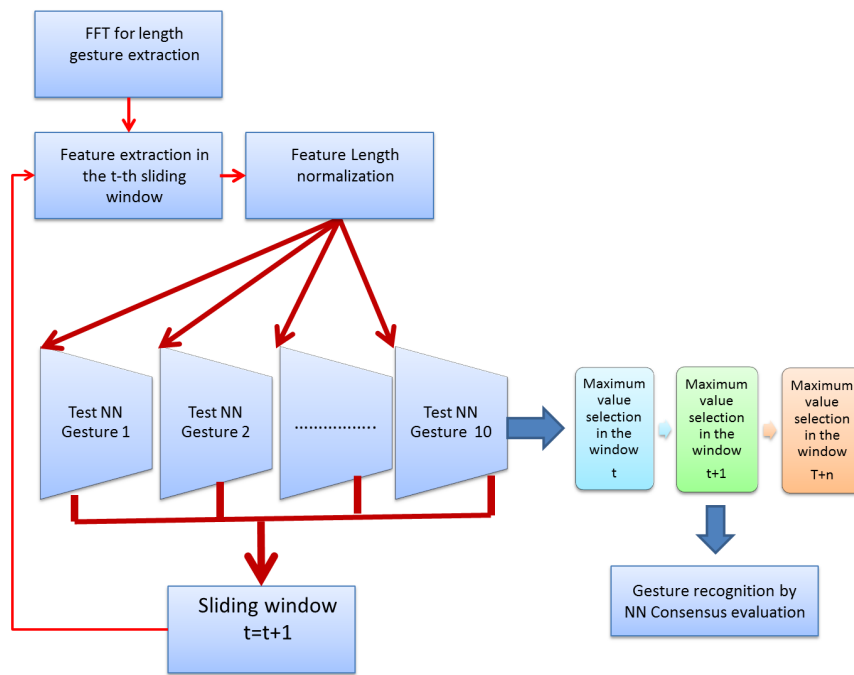 FFT for length
gesture extraction
Feature extraction in
the t-th sliding
window
Feature Length
normalization
Test NN
Gesture 1
Test NN
Gesture 2
.................
Test NN
Gesture 10
Maximum
value
selection
in the
window
t
Maximum
value
selection
in the
window
t+1
Maximum
value
selection
in the
window
T+n
Sliding window
t=t+1
Gesture recognition by
NN Consensus evaluation